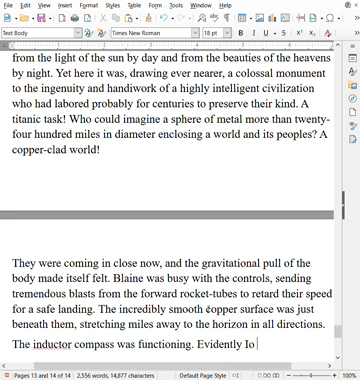 File Edit View Insert Format Styles Table Form Tools Window Help
Text Body
Times New Roman
18 pt
from the light of the sun by day and from the beauties of the heavens
by night. Yet here it was, drawing ever nearer, a colossal monument
to the ingenuity and handiwork of a highly intelligent civilization
who had labored probably for centuries to preserve their kind. A
titanic task! Who could imagine a sphere of metal more than twenty-
four hundred miles in diameter enclosing a world and its peoples? A
copper-clad world!
They were coming in close now, and the gravitational pull of the
body made itself felt. Blaine was busy with the controls, sending
tremendous blasts from the forward rocket-tubes to retard their speed
for a safe landing. The incredibly smooth copper surface was just
beneath them, stretching miles away to the horizon in all directions.
The inductor compass was functioning. Evidently Io
Pages 13 and 14 of 14
2,556 words, 14,877 characters
Default Page Style